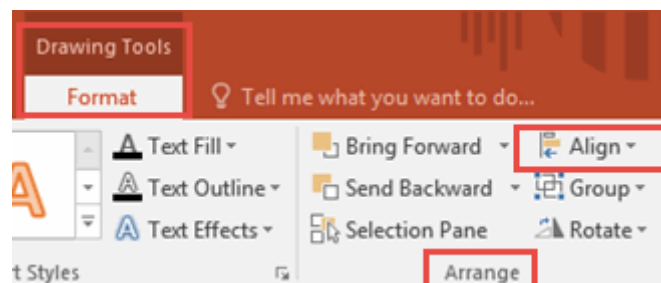 Drawing Tools
Format Tell me what you want to do...
A Text Fill Bring Forward Align
A Text Outline Send Backward Group
A Text Effects Selection Pane Rotate
t Styles Arrange